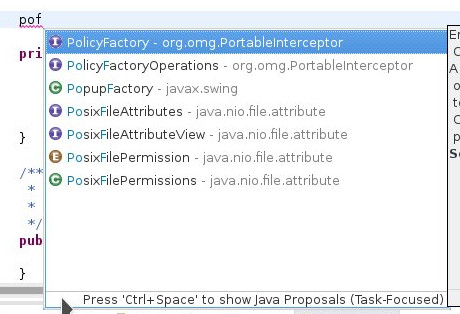 pof
PolicyFactory - org.omg.PortableInterceptor
PolicyFactoryOperations - org.omg.PortableInterceptor
PopupFactory - javax.swing
PosixFileAttributes - java.nio.file.attribute
PosixFileAttributeView - java.nio.file.attribute
PosixFilePermission - java.nio.file.attribute
PosixFilePermissions - java.nio.file.attribute
pri
}
/**
*
*
*/
pub
}
Press 'Ctrl+Space' to show Java Proposals (Task-Focused)